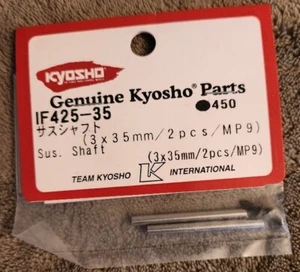 KYOSHO
Genuine Kyosho Parts
IF425-35
●450
サスシャフト
(3x35mm/2pcs/MP9)
Sus. Shaft
(3x35mm/2pcs/MP9)
TEAM KYOSHO K INTERNATIONAL